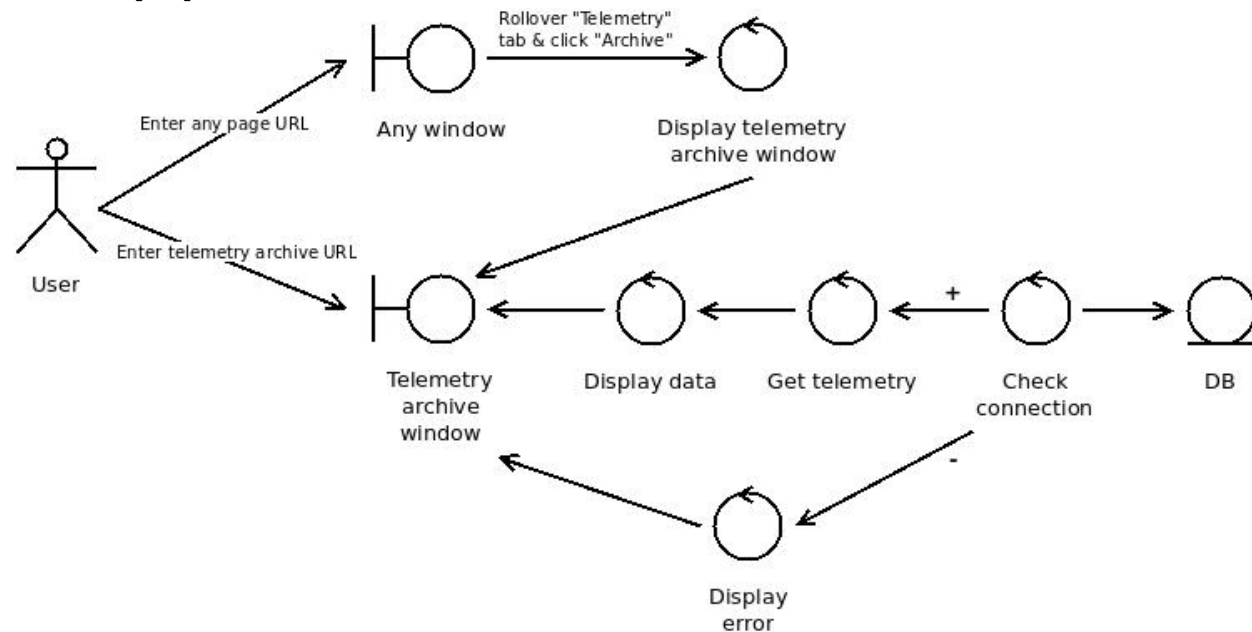 Rollover "Telemetry"
tab & click "Archive"
Enter any page URL
Any window
Display telemetry
archive window
Enter telemetry archive URL
User
+
Telemetry
archive
window
Display data
Get telemetry
Check
connection
DB
-
Display
error